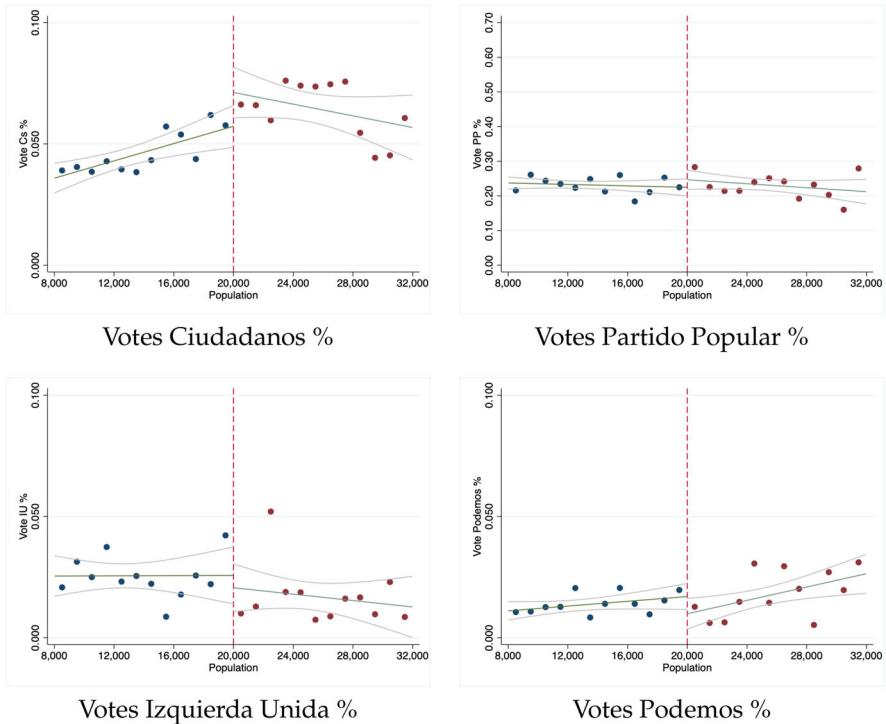 0.100
Vote Cs %
0.050
0.000
8,000 12,000 16,000 20,000 24,000 28,000 32,000
Population
Votes Ciudadanos %
0.70
0.60
0.50
0.40
Vote PP %
0.30
0.20
0.10
0.00
8,000 12,000 16,000 20,000 24,000 28,000 32,000
Population
Votes Partido Popular %
0.100
Vote IU %
0.050
0.000
8,000 12,000 16,000 20,000 24,000 28,000 32,000
Population
Votes Izquierda Unida %
0.100
Vote Podemos %
0.050
0.000
8,000 12,000 16,000 20,000 24,000 28,000 32,000
Population
Votes Podemos %